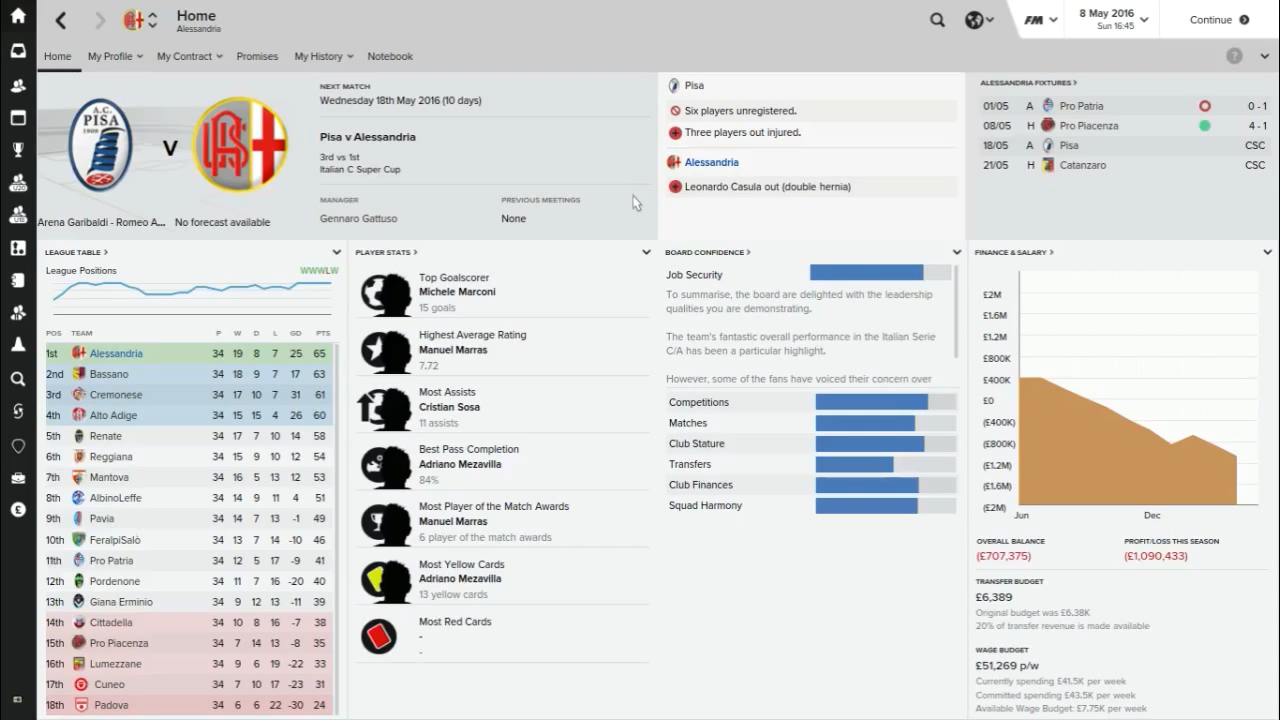 Home
Alessandria
FM
8 May 2016
Sun 16:45
Continue
Home
My Profile
My Contract
Promises
My History
Notebook
A.C.
PISA
1909
V
Arena Garibaldi - Romeo A...
No forecast available
NEXT MATCH
Wednesday 18th May 2016 (10 days)
Pisa v Alessandria
3rd vs 1st
Italian C Super Cup
MANAGER
Gennaro Gattuso
PREVIOUS MEETINGS
None
Pisa
Six players unregistered.
Three players out injured.
Alessandria
Leonardo Casula out (double hernia)
ALESSANDRIA FIXTURES >
01/05 A Pro Patria 0 - 1
08/05 H Pro Piacenza 4 - 1
18/05 A Pisa CSC
21/05 H Catanzaro CSC
LEAGUE TABLE >
League Positions WWWLW
POS TEAM P W D L GD PTS
1st Alessandria 34 19 8 7 25 65
2nd Bassano 34 18 9 7 17 63
3rd Cremonese 34 17 10 7 31 61
4th Alto Adige 34 15 15 4 26 60
5th Renate 34 17 7 10 14 58
6th Reggiana 34 15 9 10 12 54
7th Mantova 34 16 5 13 12 53
8th AlbinoLeffe 34 14 9 11 4 51
9th Pavia 34 14 7 13 1 49
10th FeralpiSalò 34 13 7 14 -10 46
11th Pro Patria 34 12 5 17 -9 41
12th Pordenone 34 11 7 16 -20 40
13th Giana Erminio 34 9 12 13 -11 39
14th Cittadella 34 10 8 16 -3 38
15th Pro Piacenza 34 7 14 13 -8 35
16th Lumezzane 34 9 6 19 -22 33
17th Cuneo 34 7 10 17 31
18th Padova 34 6 6 22 24
PLAYER STATS >
Top Goalscorer
Michele Marconi
15 goals
Highest Average Rating
Manuel Marras
7.72
Most Assists
Cristian Sosa
11 assists
Best Pass Completion
Adriano Mezavilla
84%
Most Player of the Match Awards
Manuel Marras
6 player of the match awards
Most Yellow Cards
Adriano Mezavilla
13 yellow cards
Most Red Cards
-
-
BOARD CONFIDENCE >
Job Security
To summarise, the board are delighted with the leadership
qualities you are demonstrating.
The team's fantastic overall performance in the Italian Serie
C/A has been a particular highlight.
However, some of the fans have voiced their concern over
Competitions
Matches
Club Stature
Transfers
Club Finances
Squad Harmony
FINANCE & SALARY >
£2M
£1.6M
£1.2M
£800K
£400K
£0
(£400K)
(£800K)
(£1.2M)
(£1.6M)
(£2M)
Jun Dec
OVERALL BALANCE
(£707,375)
PROFIT/LOSS THIS SEASON
(£1,090,433)
TRANSFER BUDGET
£6,389
Original budget was £6.38K
20% of transfer revenue is made available
WAGE BUDGET
£51,269 p/w
Currently spending £41.5K per week
Committed spending £43.5K per week
Available Wage Budget: £7.75K per week